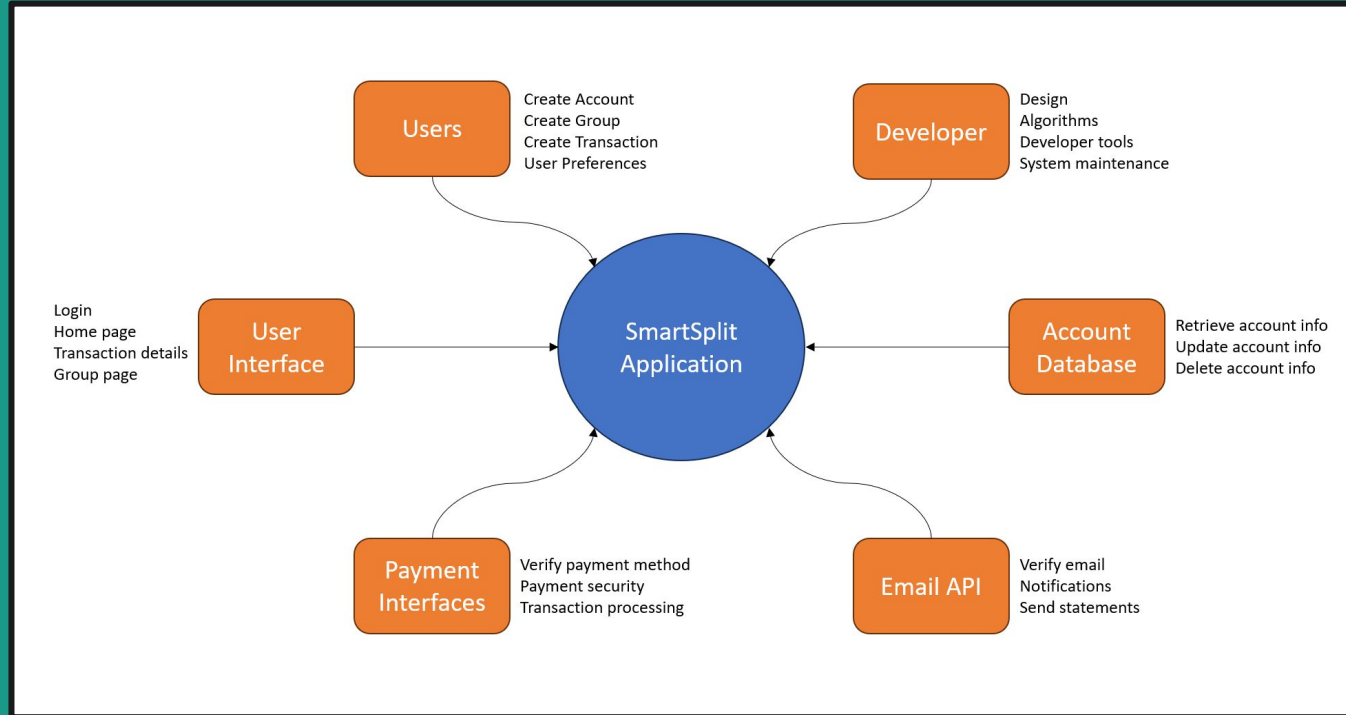 Users
Create Account
Create Group
Create Transaction
User Preferences
Developer
Design
Algorithms
Developer tools
System maintenance
Login
Home page
Transaction details
Group page
User
Interface
SmartSplit
Application
Account
Database
Retrieve account info
Update account info
Delete account info
Payment
Interfaces
Verify payment method
Payment security
Transaction processing
Email API
Verify email
Notifications
Send statements